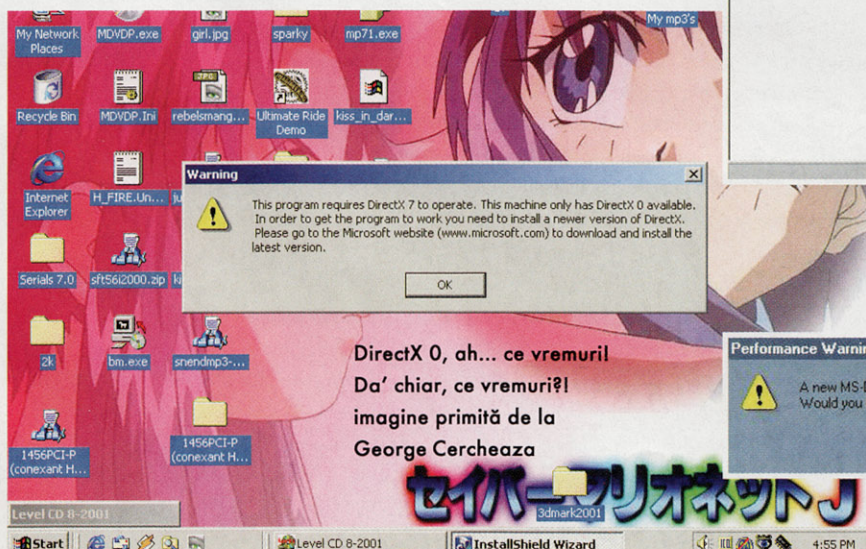 My Network
Places
MDVDP.exe
girl.jpg
sparky
mp71.exe
My mp3's
Recycle Bin
MDVDP.Ini
rebelsmang...
Ultimate Ride
Demo
kiss_in_dar...
Internet
Explorer
H_FIRE.Un...
Warning
This program requires DirectX 7 to operate. This machine only has DirectX 0 available.
In order to get the program to work you need to install a newer version of DirectX.
Please go to the Microsoft website (www.microsoft.com) to download and install the
latest version.
OK
Serials 7.0
sft56i2000.zip
2k
bm.exe
snendmp3-...
DirectX 0, ah... ce vremuri!
Da' chiar, ce vremuri?!
imagine primită de la
George Cercheaza
Performance Warnin
A new MS-
Would you
1456PCI-P
(conexant H...
1456PCI-P
(conexant H...
セイバーマリオネットJ
3dmark2001
Level CD 8-2001
Start
Level CD 8-2001
InstallShield Wizard
4:55 PM